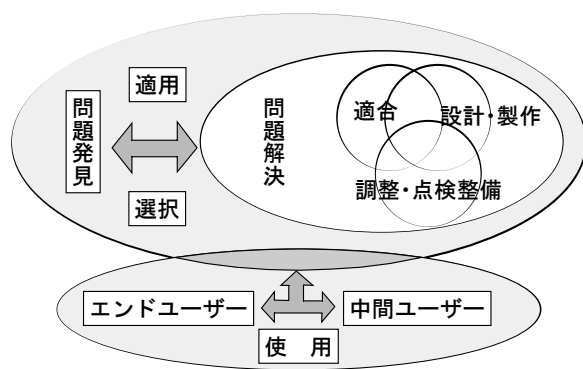 適用
問題発見
選択
問題解決
適合
設計・製作
調整・点検整備
エンドユーザー
中間ユーザー
使　用